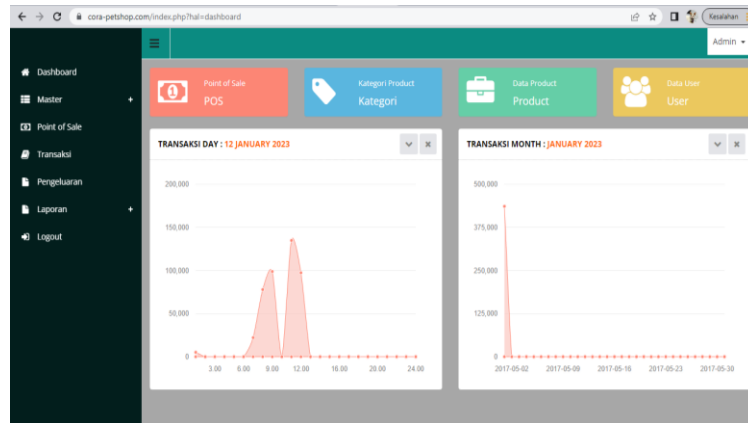 cora-petshop.com/index.php?hal=dashboard
Kesalahan
Admin
Dashboard
Master +
Point of Sale
Transaksi
Pengeluaran
Laporan +
Logout
Point of Sale
POS
Kategori Product
Kategori
Data Product
Product
Data User
User
TRANSAKSI DAY : 12 JANUARY 2023
200,000
150,000
100,000
50,000
0
3.00 6.00 9.00 12.00 16.00 20.00 24.00
TRANSAKSI MONTH : JANUARY 2023
500,000
375,000
250,000
125,000
0
2017-05-02 2017-05-09 2017-05-16 2017-05-23 2017-05-30